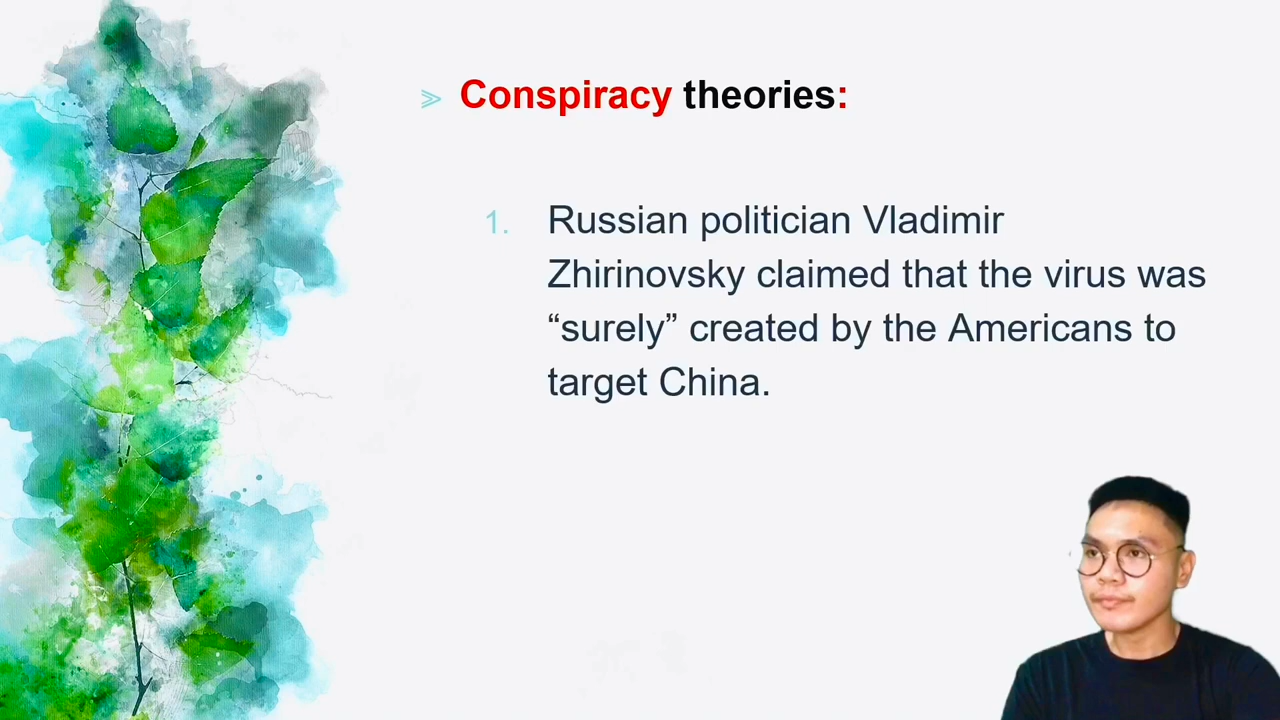 Conspiracy theories:
1. Russian politician Vladimir
Zhirinovsky claimed that the virus was
“surely” created by the Americans to
target China.